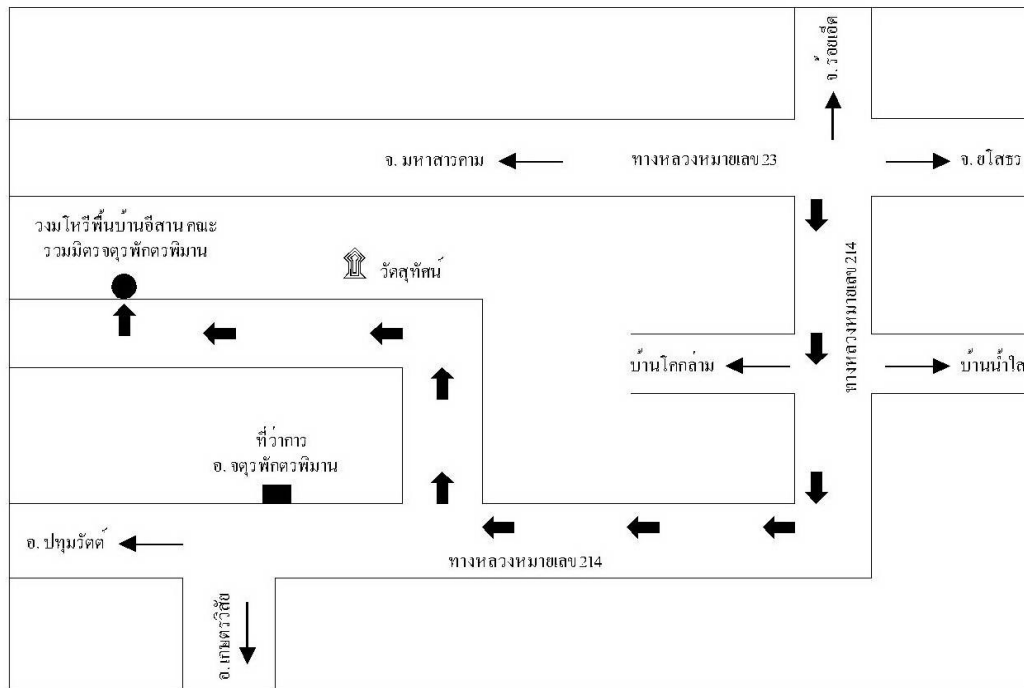 จ. ร้อยเอ็ด
จ. มหาสารคาม
ทางหลวงหมายเลข 23
จ. ยโสธร
วงมโหรีพื้นบ้านอีสาน คณะ
รวมมิตรจตุรพักตรพิมาน
วัดสุทัศน์
ทางหลวงหมายเลข 214
บ้านโคกล่าม
บ้านน้ำใส
ที่ว่าการ
อ. จตุรพักตรพิมาน
อ. ปทุมรัตต์
ทางหลวงหมายเลข 214
อ. เกษตรวิสัย